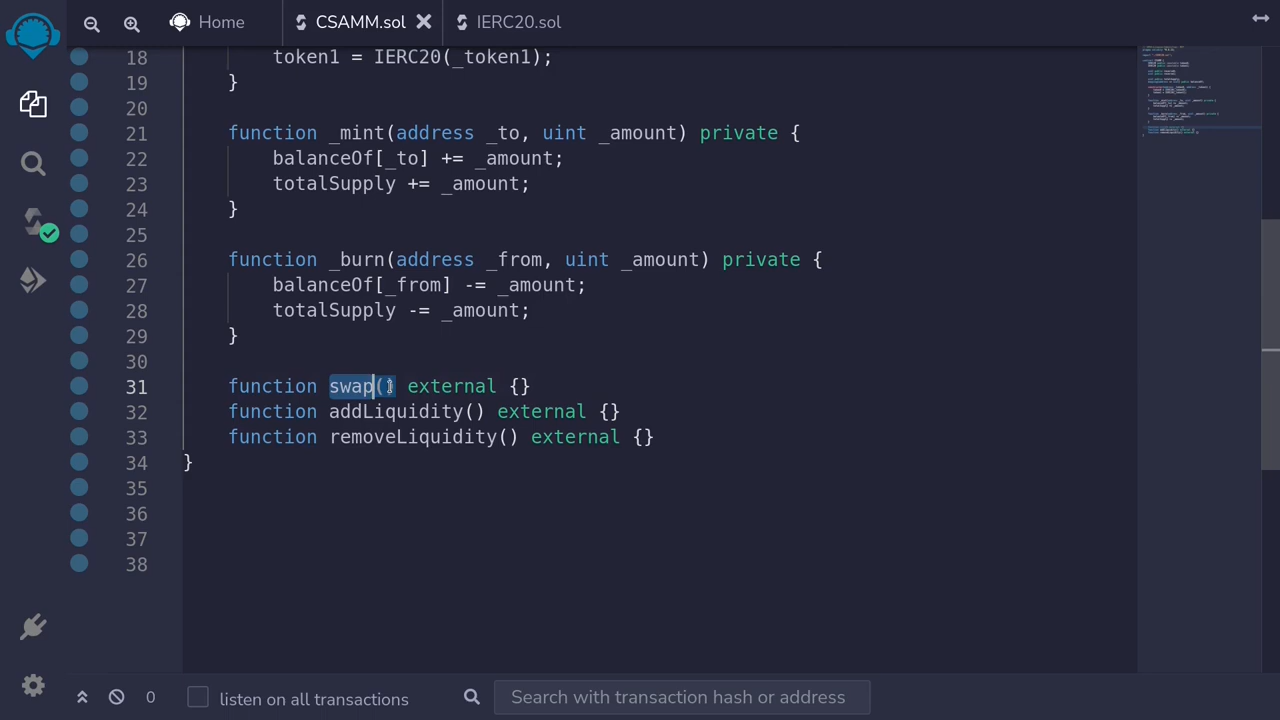 Home
CSAMM.sol
IERC20.sol
18 token1 = IERC20(_token1);
19 }
20
21 function _mint(address _to, uint _amount) private {
22 balanceOf[_to] += _amount;
23 totalSupply += _amount;
24 }
25
26 function _burn(address _from, uint _amount) private {
27 balanceOf[_from] -= _amount;
28 totalSupply -= _amount;
29 }
30
31 function swap() external {}
32 function addLiquidity() external {}
33 function removeLiquidity() external {}
34 }
35
36
37
38
0 listen on all transactions Search with transaction hash or address